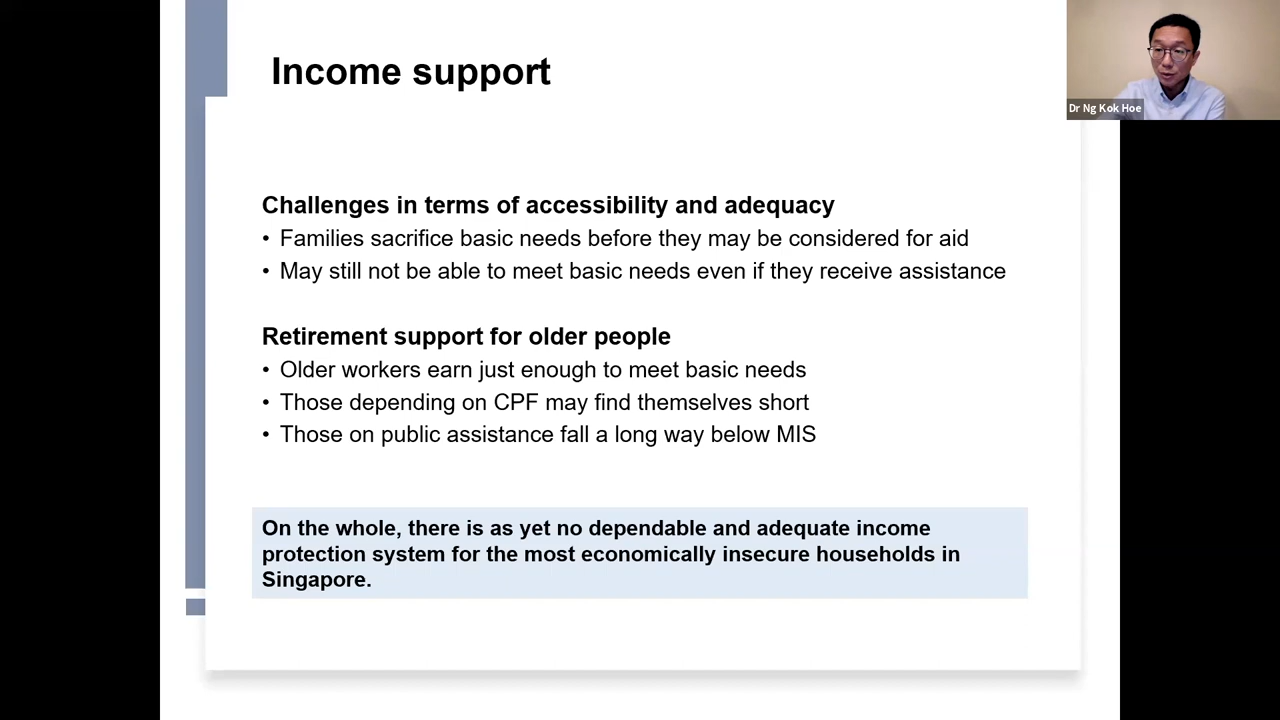 Income support
Dr Ng Kok Hoe
Challenges in terms of accessibility and adequacy
• Families sacrifice basic needs before they may be considered for aid
• May still not be able to meet basic needs even if they receive assistance
Retirement support for older people
• Older workers earn just enough to meet basic needs
• Those depending on CPF may find themselves short
• Those on public assistance fall a long way below MIS
On the whole, there is as yet no dependable and adequate income
protection system for the most economically insecure households in
Singapore.